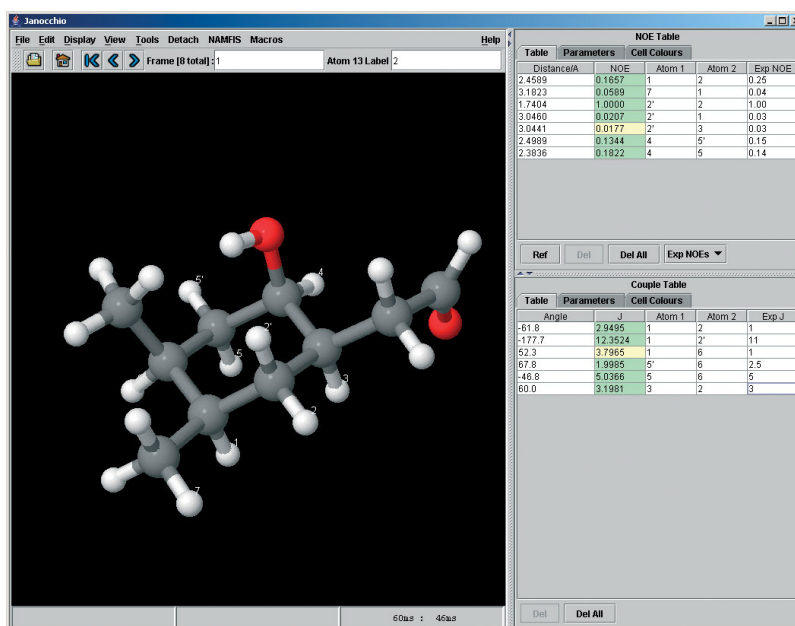 Janocchio
File Edit Display View Tools Detach NAMFIS Macros Help
Frame [8 total] : 1 Atom 13 Label 2
5'
4
2'
5
6
3
2
1
7
60ms : 46ms
NOE Table
Table Parameters Cell Colours
Distance/A NOE Atom 1 Atom 2 Exp NOE
2.4589 0.1657 1 2 0.25
3.1823 0.0589 7 1 0.04
1.7404 1.0000 2' 2 1.00
3.0460 0.0207 2' 1 0.03
3.0441 0.0177 2' 3 0.03
2.4989 0.1344 4 5' 0.15
2.3836 0.1822 4 5 0.14
Ref Del Del All Exp NOEs
Couple Table
Table Parameters Cell Colours
Angle J Atom 1 Atom 2 Exp J
-61.8 2.9495 1 2 1
-177.7 12.3524 1 2' 11
52.3 3.7965 1 6 1
67.8 1.9985 5' 6 2.5
-46.8 5.0366 5 6 5
60.0 3.1981 3 2 3
Del Del All